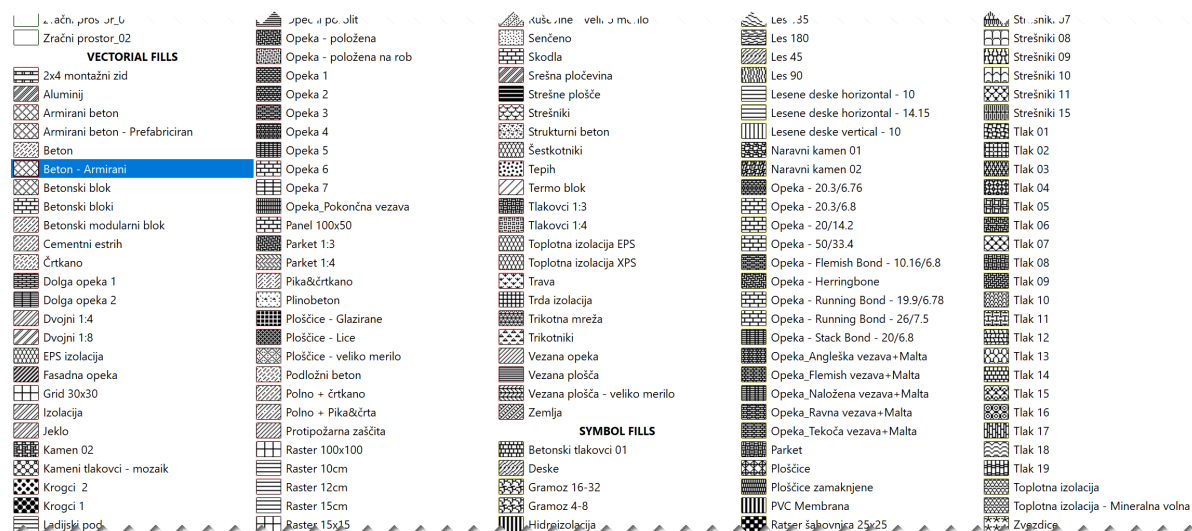 Zračni prostor_02
VECTORIAL FILLS
2x4 montažni zid
Aluminij
Armirani beton
Armirani beton - Prefabriciran
Beton
Beton - Armirani
Betonski blok
Betonski bloki
Betonski modularni blok
Cementni estrih
Črtkano
Dolga opeka 1
Dolga opeka 2
Dvojni 1:4
Dvojni 1:8
EPS izolacija
Fasadna opeka
Grid 30x30
Izolacija
Jeklo
Kamen 02
Kameni tlakovci - mozaik
Krogci 2
Krogci 1
Ladijski pod
Opeka - položena
Opeka - položena na rob
Opeka 1
Opeka 2
Opeka 3
Opeka 4
Opeka 5
Opeka 6
Opeka 7
Opeka_Pokončna vezava
Panel 100x50
Parket 1:3
Parket 1:4
Pika&črtkano
Plinobeton
Ploščice - Glazirane
Ploščice - Lice
Ploščice - veliko merilo
Podložni beton
Polno + črtkano
Polno + Pika&črta
Protipožarna zaščita
Raster 100x100
Raster 10cm
Raster 12cm
Raster 15cm
Raster 15x15
Senčeno
Skodla
Srešna pločevina
Strešne plošče
Strešniki
Strukturni beton
Šestkotniki
Tepih
Termo blok
Tlakovci 1:3
Tlakovci 1:4
Toplotna izolacija EPS
Toplotna izolacija XPS
Trava
Trda izolacija
Trikotna mreža
Trikotniki
Vezana opeka
Vezana plošča
Vezana plošča - veliko merilo
Zemlja
SYMBOL FILLS
Betonski tlakovci 01
Deske
Gramoz 16-32
Gramoz 4-8
Hidroizolacija
Les 135
Les 180
Les 45
Les 90
Lesene deske horizontal - 10
Lesene deske horizontal - 14.15
Lesene deske vertical - 10
Naravni kamen 01
Naravni kamen 02
Opeka - 20.3/6.76
Opeka - 20.3/6.8
Opeka - 20/14.2
Opeka - 50/33.4
Opeka - Flemish Bond - 10.16/6.8
Opeka - Herringbone
Opeka - Running Bond - 19.9/6.78
Opeka - Running Bond - 26/7.5
Opeka - Stack Bond - 20/6.8
Opeka_Angleška vezava+Malta
Opeka_Flemish vezava+Malta
Opeka_Naložena vezava+Malta
Opeka_Ravna vezava+Malta
Opeka_Tekoča vezava+Malta
Parket
Ploščice
Ploščice zamaknjene
PVC Membrana
Ratser šahovnica 25x25
Strešniki 07
Strešniki 08
Strešniki 09
Strešniki 10
Strešniki 11
Strešniki 15
Tlak 01
Tlak 02
Tlak 03
Tlak 04
Tlak 05
Tlak 06
Tlak 07
Tlak 08
Tlak 09
Tlak 10
Tlak 11
Tlak 12
Tlak 13
Tlak 14
Tlak 15
Tlak 16
Tlak 17
Tlak 18
Tlak 19
Toplotna izolacija
Toplotna izolacija - Mineralna volna
Zvezdice